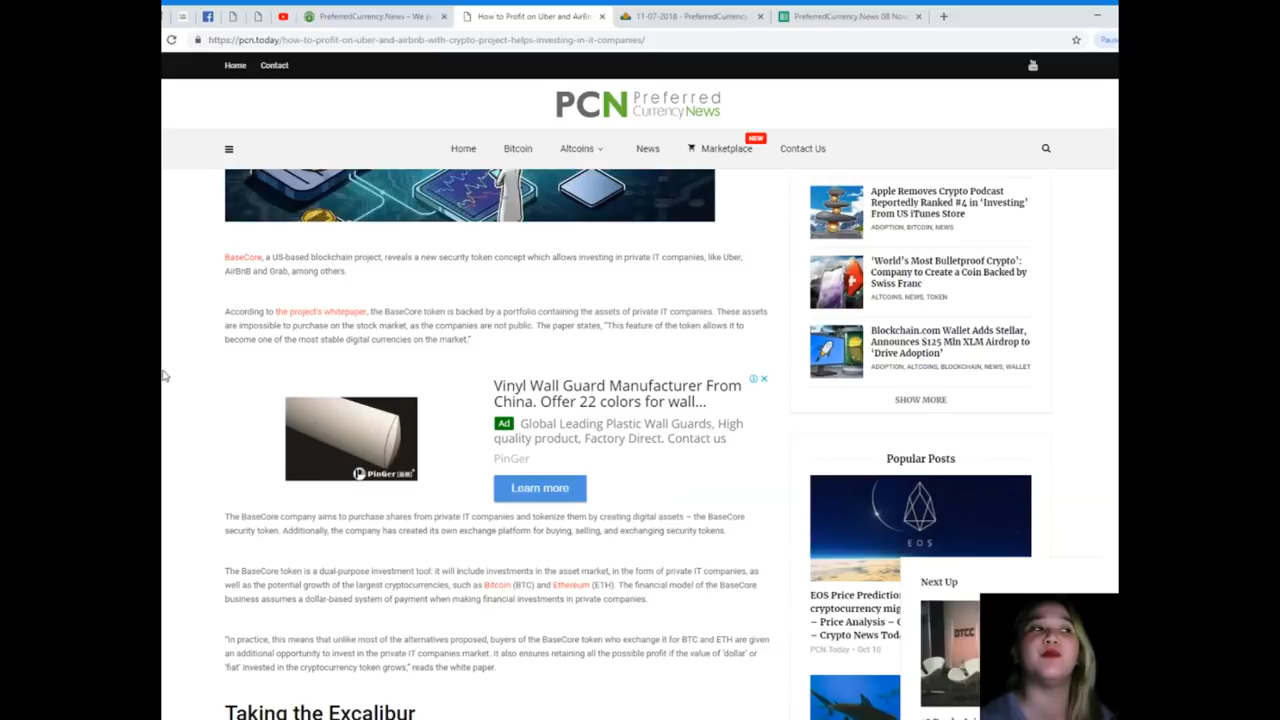 PreferredCurrency.News – We p
How to Profit on Uber and AirBn
11-07-2018 - PreferredCurrency
PreferredCurrency.News 08 Nov
https://pcn.today/how-to-profit-on-uber-and-airbnb-with-crypto-project-helps-investing-in-it-companies/
Paus
Home Contact
PCN Preferred
CurrencyNews
NEW
Home Bitcoin Altcoins News Marketplace Contact Us
BaseCore, a US-based blockchain project, reveals a new security token concept which allows investing in private IT companies, like Uber,
AirBnB and Grab, among others.
According to the project's whitepaper, the BaseCore token is backed by a portfolio containing the assets of private IT companies. These assets
are impossible to purchase on the stock market, as the companies are not public. The paper states, "This feature of the token allows it to
become one of the most stable digital currencies on the market."
Vinyl Wall Guard Manufacturer From
China. Offer 22 colors for wall...
Ad Global Leading Plastic Wall Guards, High
quality product, Factory Direct. Contact us
PinGer
Learn more
PINGER
The BaseCore company aims to purchase shares from private IT companies and tokenize them by creating digital assets – the BaseCore
security token. Additionally, the company has created its own exchange platform for buying, selling, and exchanging security tokens.
The BaseCore token is a dual-purpose investment tool: it will include investments in the asset market, in the form of private IT companies, as
well as the potential growth of the largest cryptocurrencies, such as Bitcoin (BTC) and Ethereum (ETH). The financial model of the BaseCore
business assumes a dollar-based system of payment when making financial investments in private companies.
"In practice, this means that unlike most of the alternatives proposed, buyers of the BaseCore token who exchange it for BTC and ETH are given
an additional opportunity to invest in the private IT companies market. It also ensures retaining all the possible profit if the value of 'dollar' or
'fiat' invested in the cryptocurrency token grows," reads the white paper.
Taking the Excalibur
Apple Removes Crypto Podcast
Reportedly Ranked #4 in 'Investing'
From US iTunes Store
ADOPTION, BITCOIN, NEWS
'World's Most Bulletproof Crypto':
Company to Create a Coin Backed by
Swiss Franc
ALTCOINS, NEWS, TOKEN
Blockchain.com Wallet Adds Stellar,
Announces $125 Mln XLM Airdrop to
'Drive Adoption'
ADOPTION, ALTCOINS, BLOCKCHAIN, NEWS, WALLET
SHOW MORE
Popular Posts
EOS
EOS Price Prediction
cryptocurrency mig
– Price Analysis – C
– Crypto News Toda
PCN.Today • Oct 10
Next Up
DTCC